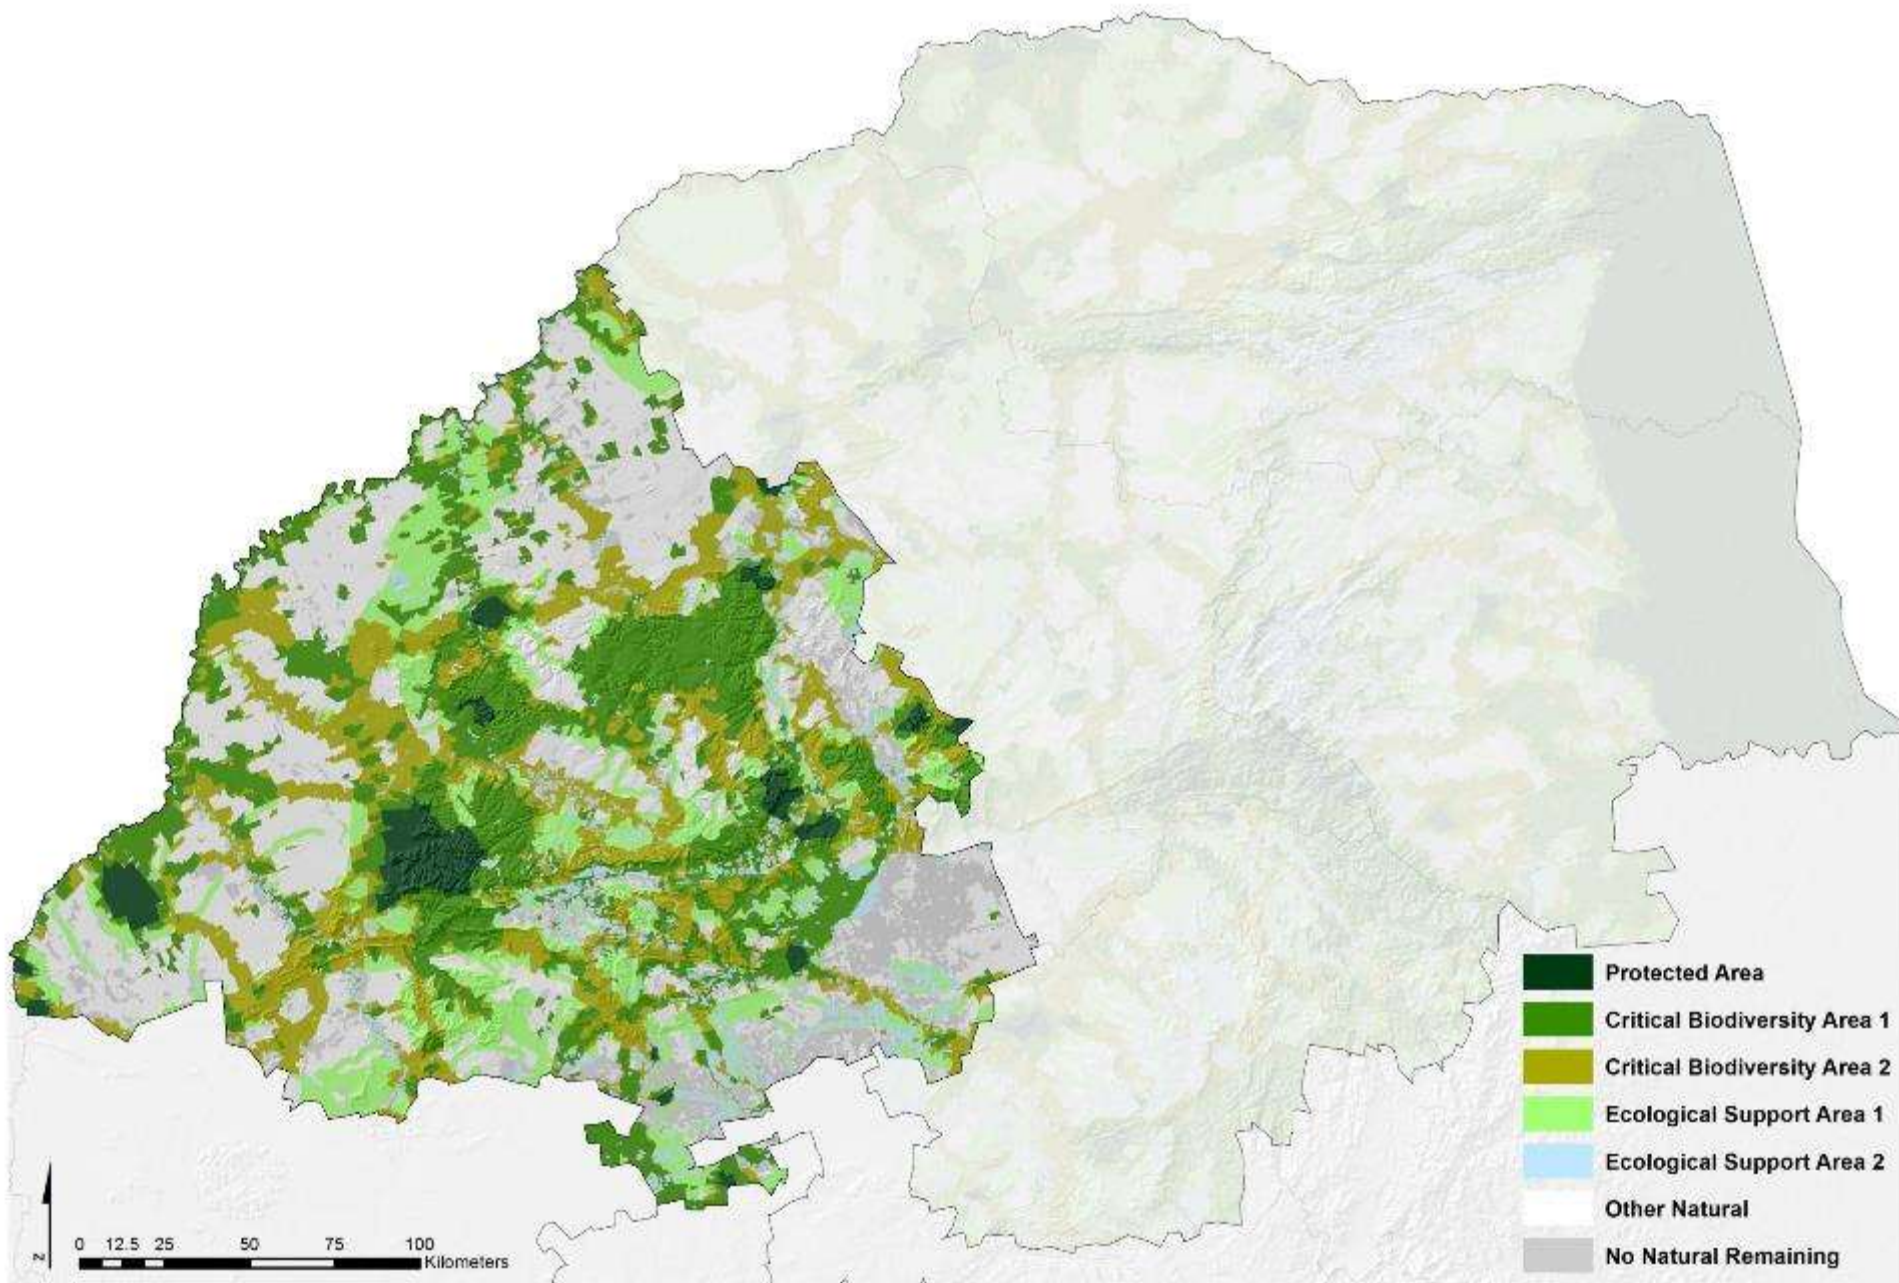 Protected Area
Critical Biodiversity Area 1
Critical Biodiversity Area 2
Ecological Support Area 1
Ecological Support Area 2
Other Natural
No Natural Remaining
N
0 12.5 25 50 75 100
Kilometers